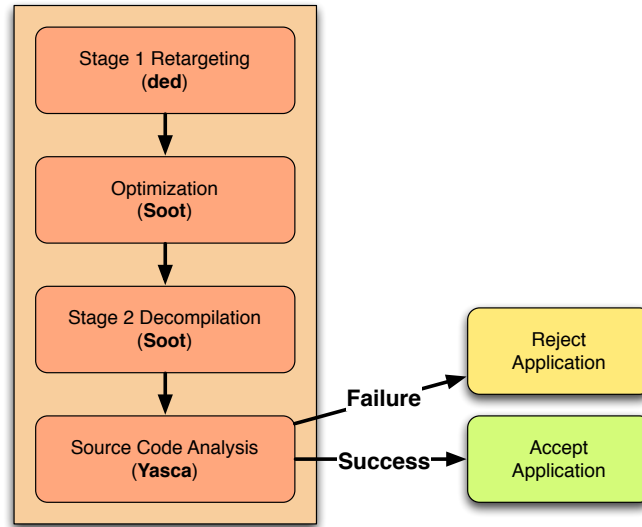 Stage 1 Retargeting
(ded)
Optimization
(Soot)
Stage 2 Decompilation
(Soot)
Source Code Analysis
(Yasca)
Failure
Success
Reject
Application
Accept
Application